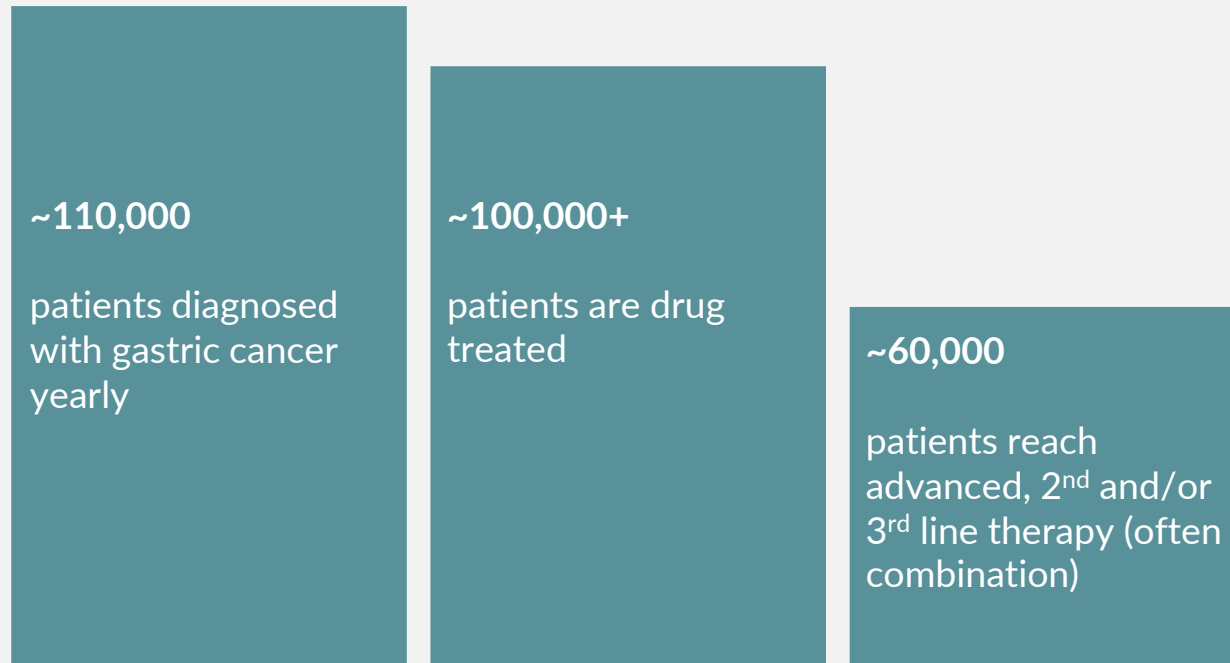 ~110,000
patients diagnosed
with gastric cancer
yearly
~100,000+
patients are drug
treated
~60,000
patients reach
advanced, 2nd and/or
3rd line therapy (often
combination)